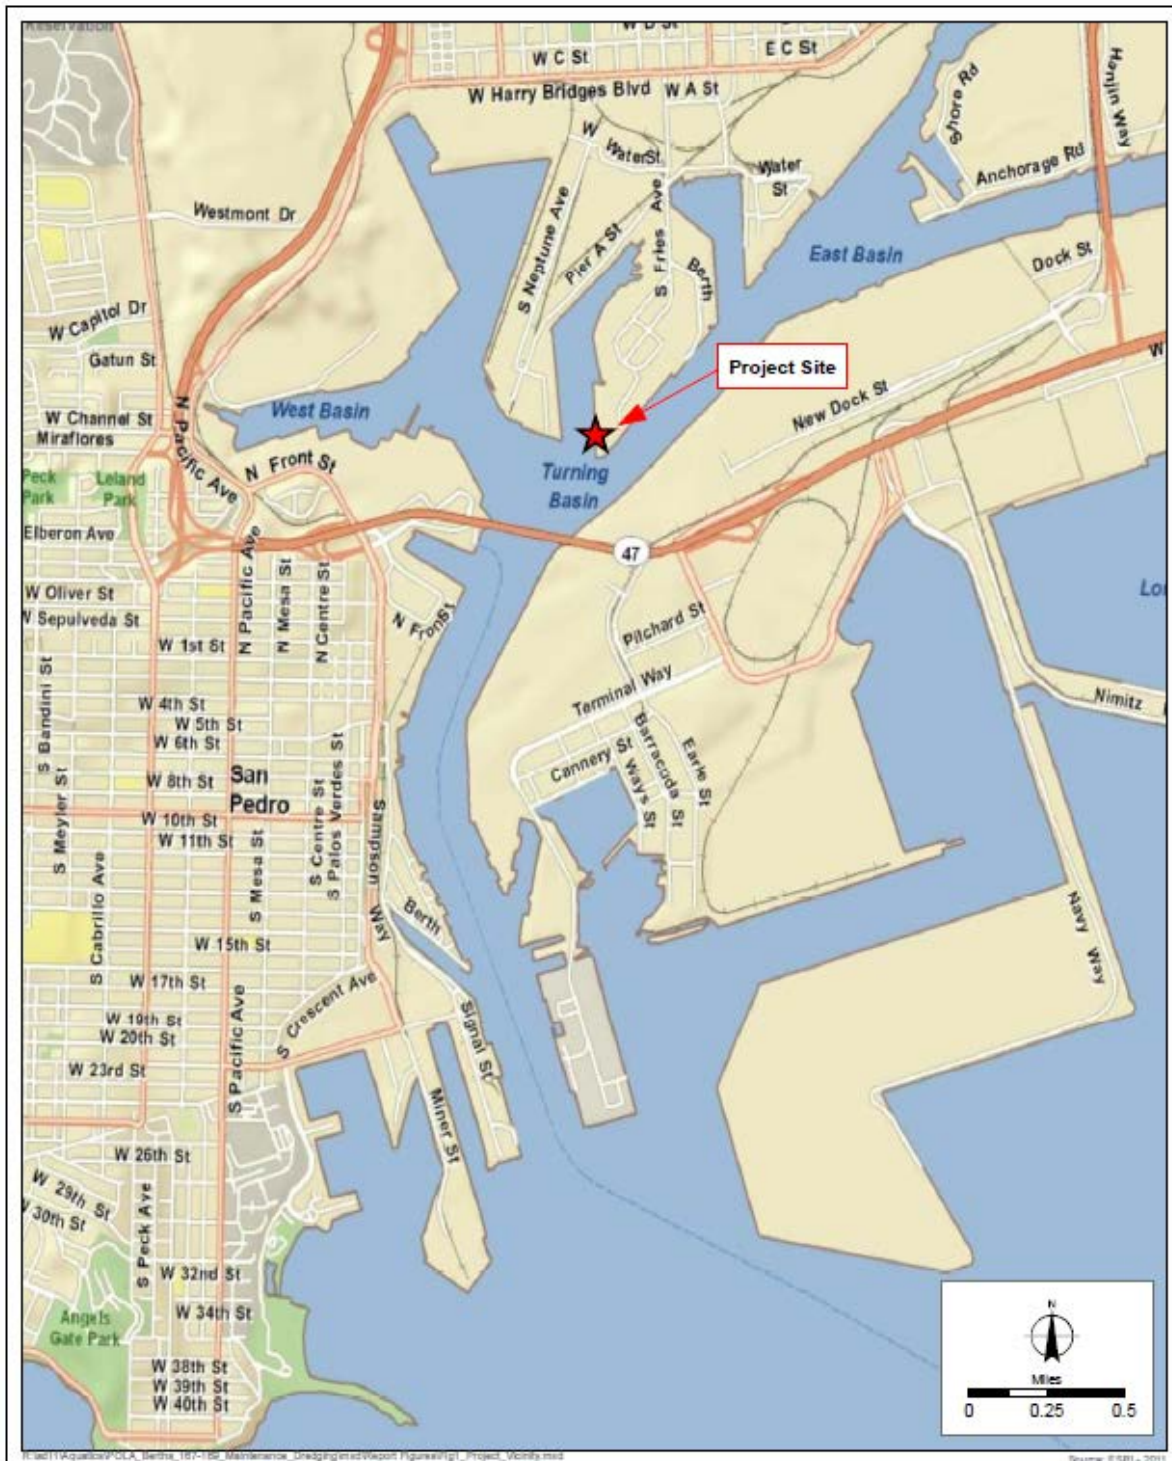 Reservation
W C St
W D St
E C St
W Harry Bridges Blvd
W A St
Shore Rd
Hanjin Way
W Water St
Water St
Anchorage Rd
Westmont Dr
S Neptune Ave
Pier A St
S Fries Ave
Berth
East Basin
Dock St
W Capitol Dr
Gatun St
Project Site
W
New Dock St
W Channel St
Miraflores
N Pacific Ave
West Basin
N Front St
Turning
Basin
Peck
Park
Leland
Park
Elberon Ave
47
W Oliver St
W Sepulveda St
N Pacific Ave
N Mesa St
N Centre St
N Front St
Pilchard St
Lo
W 1st St
Terminal Way
Nimitz
S Bandini St
W 4th St
W 5th St
W 6th St
Cannery St
Ways St
Barracuda St
Earle St
W 8th St
San
Pedro
S Meyler St
W 10th St
W 11th St
S Mesa St
S Centre St
S Palos Verdes St
Sampson Way
S Cabrillo Ave
Berth
Navy Way
W 15th St
W 17th St
S Crescent Ave
W 19th St
W 20th St
S Pacific Ave
Signal St
W 23rd St
Miner St
W 26th St
W 29th St
W 30th St
S Peck Ave
W 32nd St
W 34th St
Angels
Gate Park
W 38th St
W 39th St
W 40th St
N
Miles
0 0.25 0.5
Source: ESRI - 2011